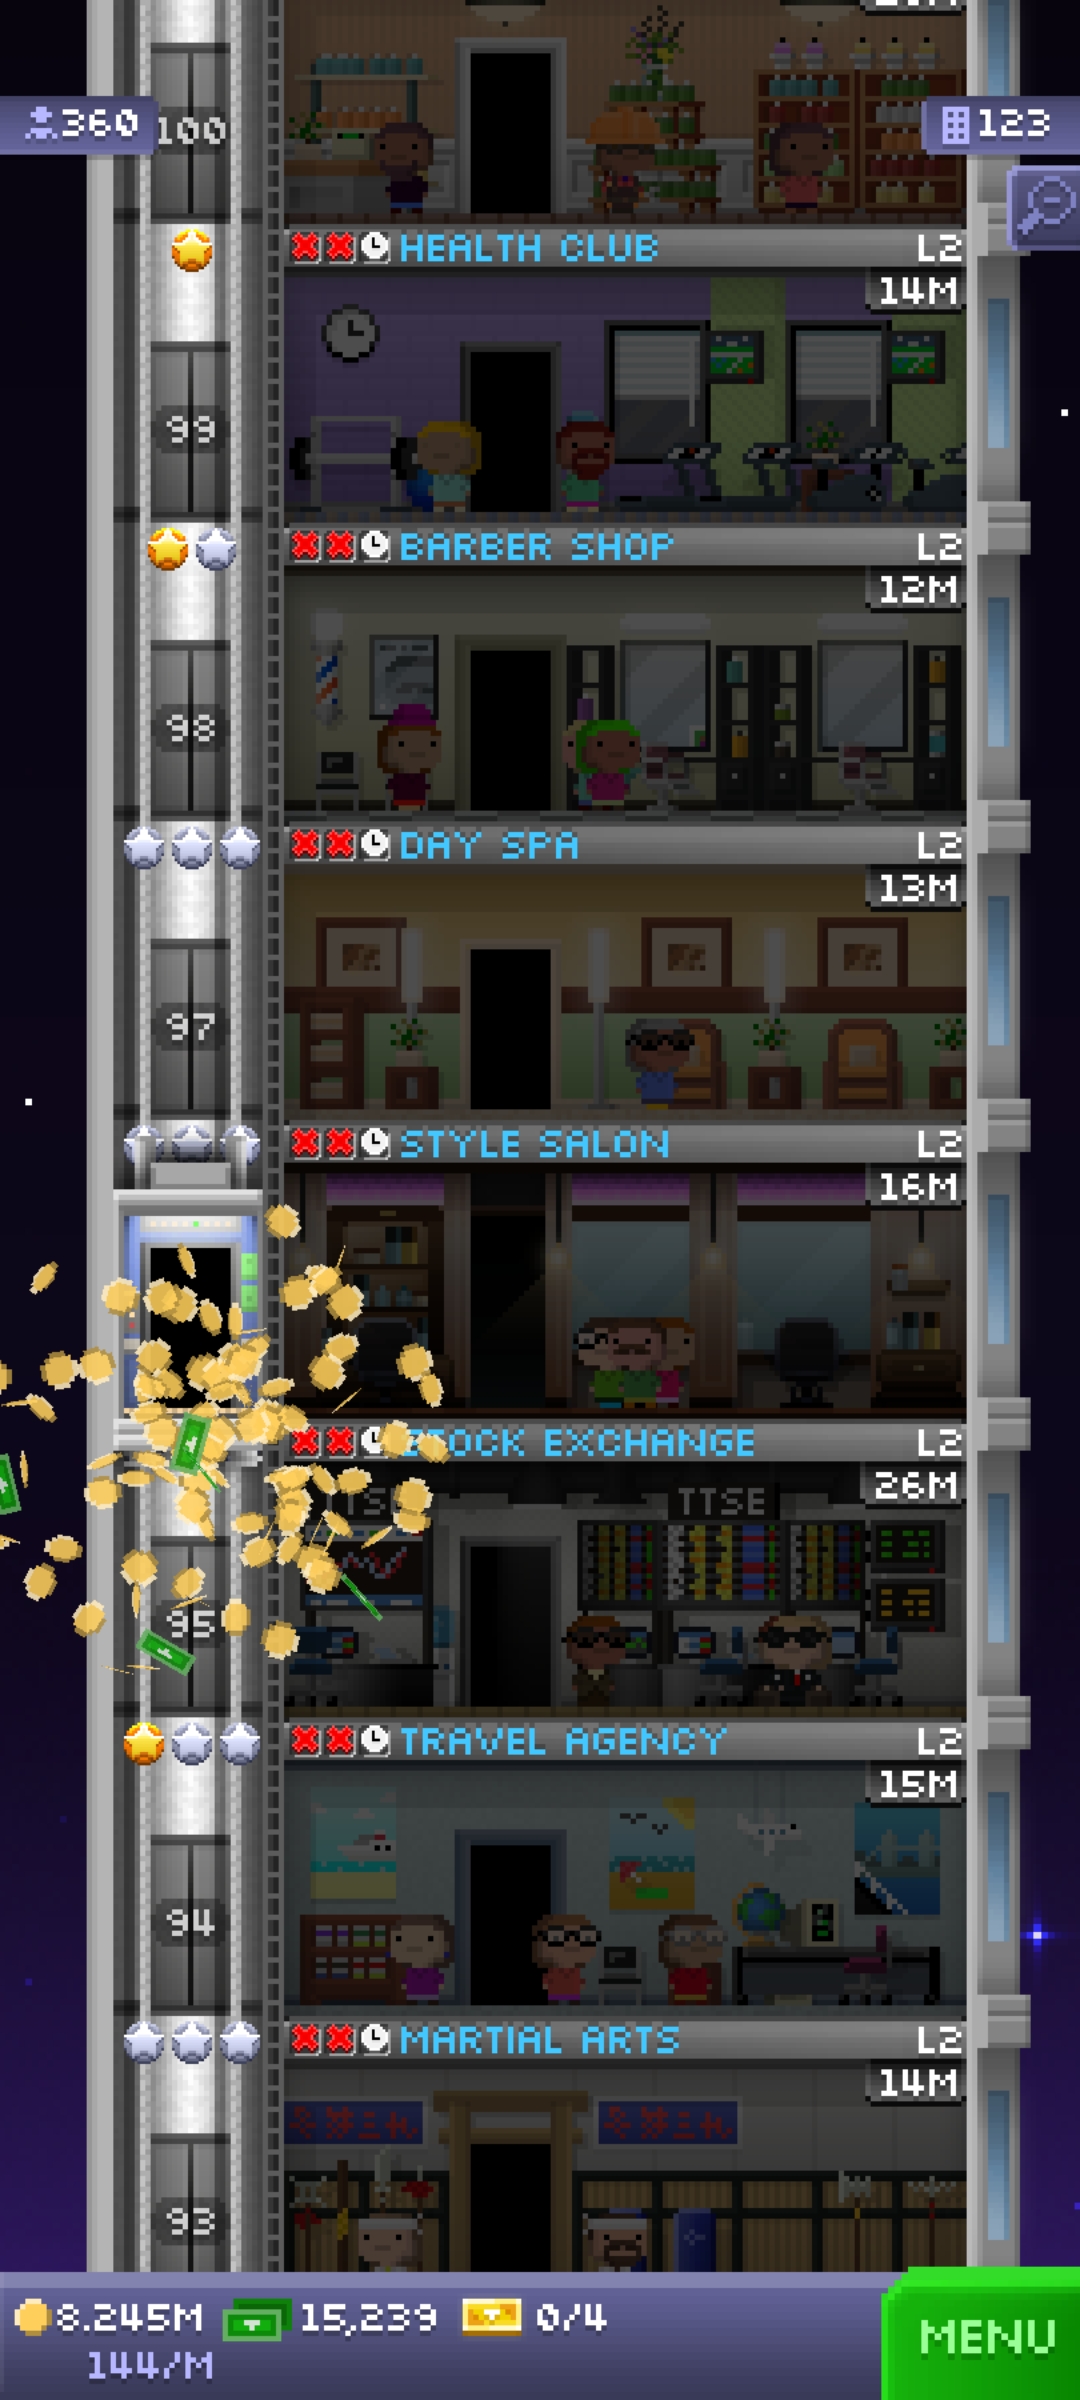 360
100
123
HEALTH CLUB L2
14M
99
BARBER SHOP L2
12M
98
DAY SPA L2
13M
97
STYLE SALON L2
16M
STOCK EXCHANGE L2
26M
TTSE
95
TRAVEL AGENCY L2
15M
94
MARTIAL ARTS L2
14M
93
8.245M 15,239 0/4
144/M
MENU